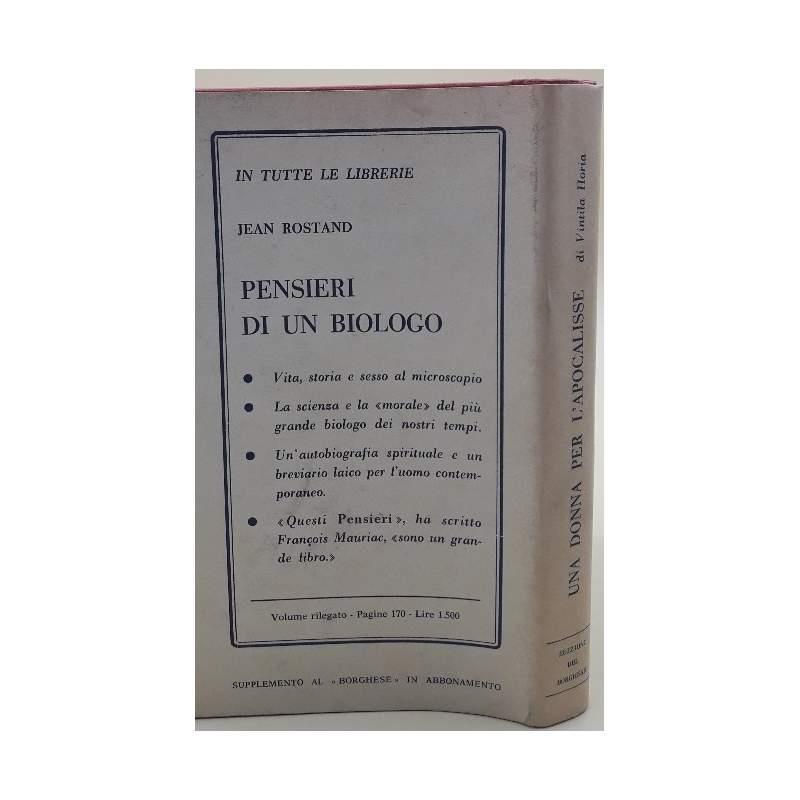 IN TUTTE LE LIBRERIE
JEAN ROSTAND
PENSIERI
DI UN BIOLOGO
● Vita, storia e sesso al microscopio
● La scienza e la «morale» del più
grande biologo dei nostri tempi.
● Un'autobiografia spirituale e un
breviario laico per l'uomo contem-
poraneo.
● «Questi Pensieri», ha scritto
François Mauriac, «sono un gran-
de libro.»
Volume rilegato - Pagine 170 - Lire 1.500
SUPPLEMENTO AL «BORGHESE» IN ABBONAMENTO
UNA DONNA PER L'APOCALISSE di Vintila Horia
EDIZIONI
DEL
BORGHESE